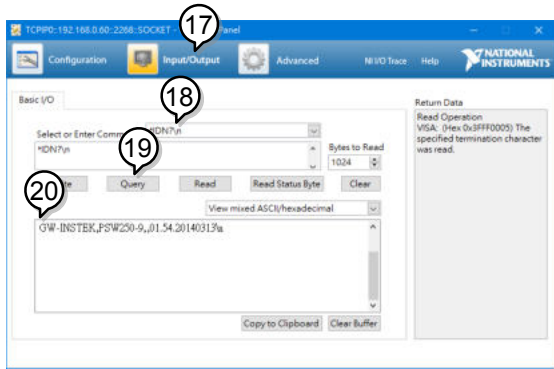 TCPIP0::192.168.0.60::2268::SOCKET - 17 Panel
Configuration Input/Output Advanced NI I/O Trace Help NATIONAL INSTRUMENTS
Basic I/O
18
Select or Enter Comm *IDN?\n
*IDN?\n
19
Bytes to Read
1024
20
Query Read Read Status Byte Clear
View mixed ASCII/hexadecimal
GW-INSTEK,PSW250-9,,01.54.20140313\n
Copy to Clipboard Clear Buffer
Return Data
Read Operation
VISA: (Hex 0x3FFF0005) The
specified termination character
was read.